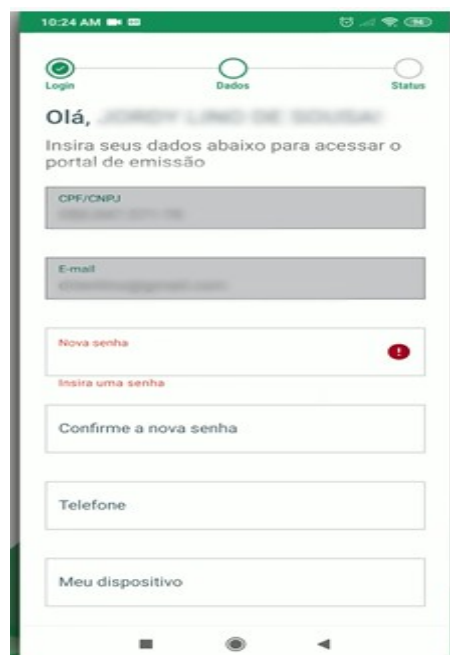 10:24 AM
96
Login
Dados
Status
Olá,
Insira seus dados abaixo para acessar o
portal de emissão
CPF/CNPJ
E-mail
Nova senha
Insira uma senha
Confirme a nova senha
Telefone
Meu dispositivo